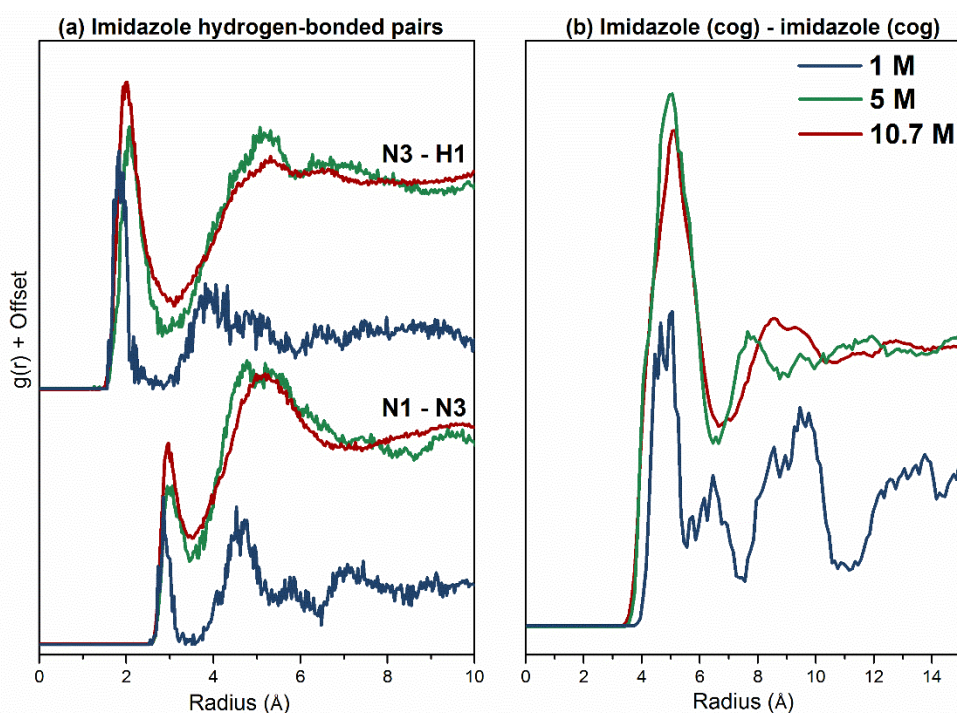 (a) Imidazole hydrogen-bonded pairs
(b) Imidazole (cog) - imidazole (cog)
1 M
5 M
10.7 M
N3 - H1
N1 - N3
g(r) + Offset
0 2 4 6 8 10
0 2 4 6 8 10 12 14
Radius (Å)
Radius (Å)